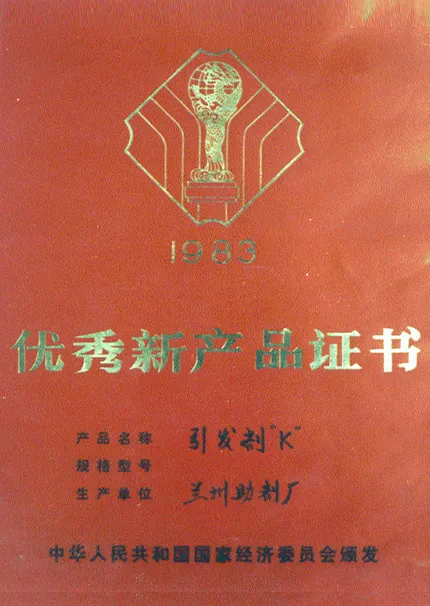 1983
优秀新产品证书
产品名称 引发剂"K"
规格型号
生产单位 兰州助剂厂
中华人民共和国国家经济委员会颁发